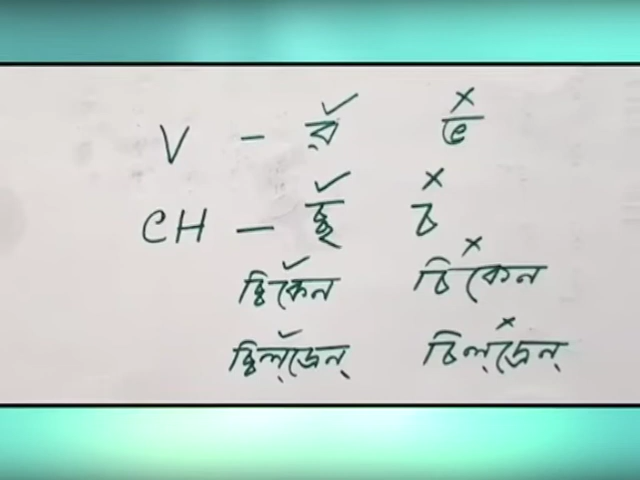 V – ৱ ✓ ভ ×
CH – চ্ছ ✓ চ ×
চ্ছিকেন ✓ চিকেন ×
চ্ছিল্ড্রেন্ ✓ চিল্ড্রেন্ ×